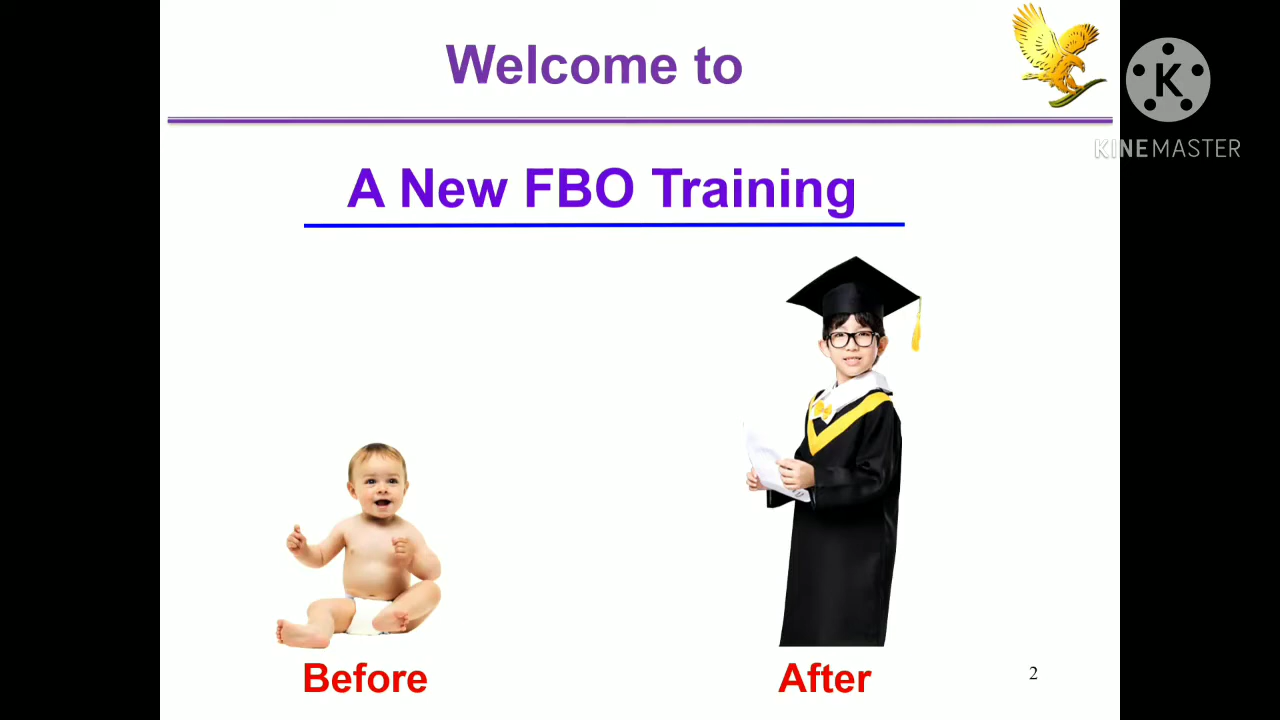 Welcome to
K
KINEMASTER
A New FBO Training
Before
After
2